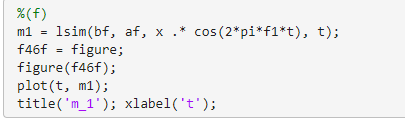 %(f)
m1 = lsim(bf, af, x .* cos(2*pi*f1*t), t);
f46f = figure;
figure(f46f);
plot(t, m1);
title('m_1'); xlabel('t');